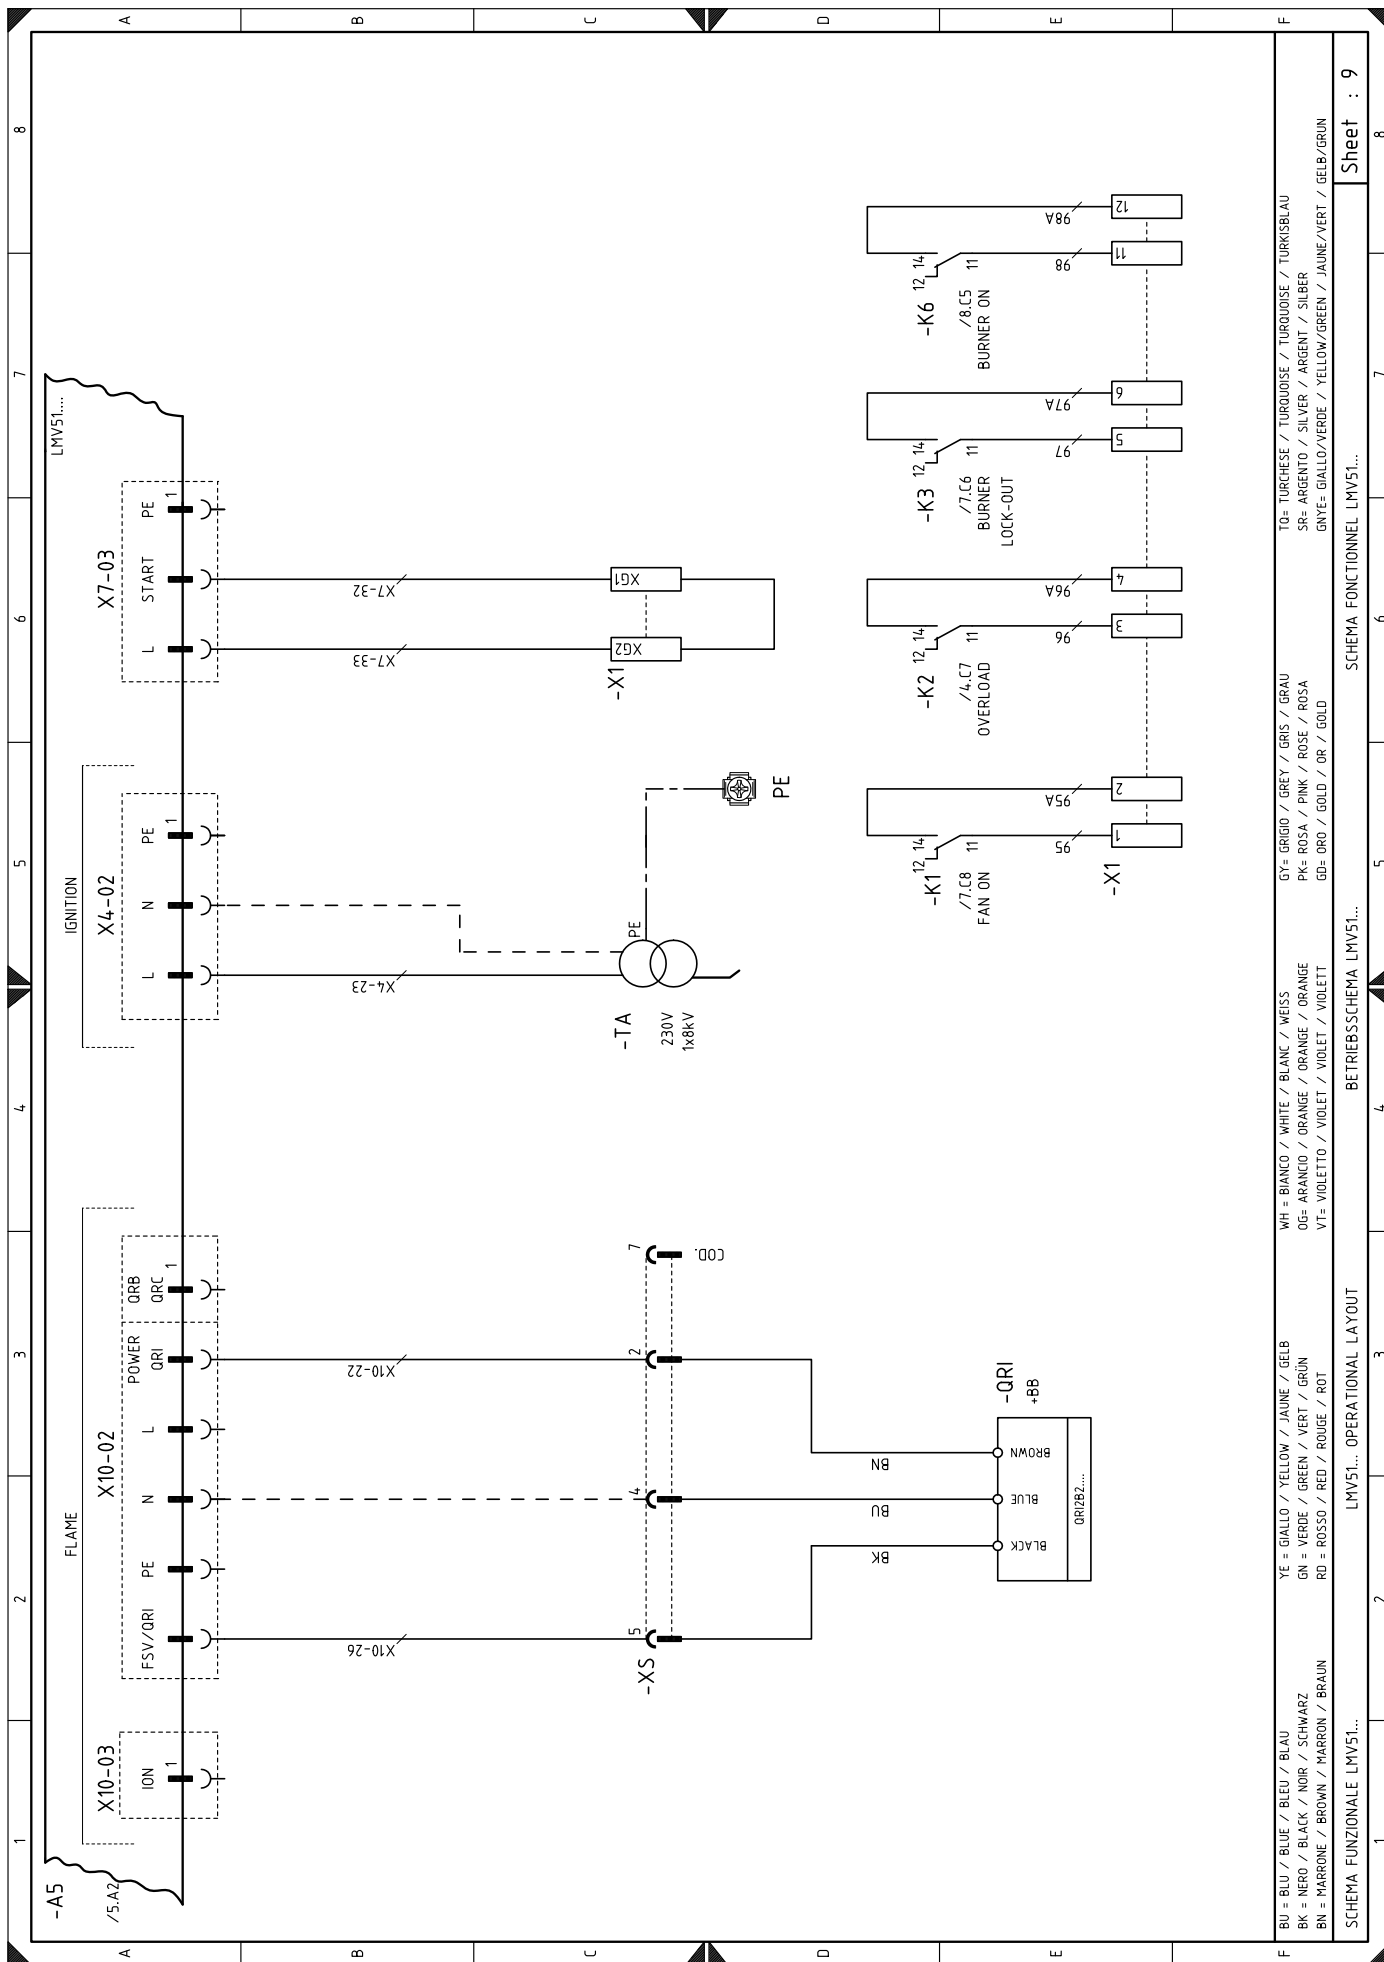 1 2 3 4 5 6 7 8
A
B
C
D
E
F
-A5
/5.A2
LMV51....
FLAME
IGNITION
X10-03
X10-02
X4-02
X7-03
ION
1
FSV/QRI
PE
N
L
POWER
QRI
QRB
QRC
1
L
N
PE
1
L
START
PE
1
X10-26
X10-22
X4-23
X7-33
X7-32
-XS
5
4
2
7
COD.
-TA
230V
1x8kV
PE
PE
-X1
XG2
XG1
BK
BU
BN
BLACK
BLUE
BROWN
-QRI
+BB
QRI2B2....
-K1
12 14
/7.C8
11
FAN ON
95
95A
-K2
12 14
/4.C7
11
OVERLOAD
96
96A
-K3
12 14
/7.C6
11
BURNER
LOCK-OUT
97
97A
-K6
12 14
/8.C5
11
BURNER ON
98
98A
-X1
1
2
3
4
5
6
11
12
BU = BLU / BLUE / BLEU / BLAU
BK = NERO / BLACK / NOIR / SCHWARZ
BN = MARRONE / BROWN / MARRON / BRAUN
YE = GIALLO / YELLOW / JAUNE / GELB
GN = VERDE / GREEN / VERT / GRÜN
RD = ROSSO / RED / ROUGE / ROT
WH = BIANCO / WHITE / BLANC / WEISS
OG= ARANCIO / ORANGE / ORANGE / ORANGE
VT= VIOLETTO / VIOLET / VIOLET / VIOLETT
GY= GRIGIO / GREY / GRIS / GRAU
PK= ROSA / PINK / ROSE / ROSA
GD= ORO / GOLD / OR / GOLD
TQ= TURCHESE / TURQUOISE / TURQUOISE / TURKISBLAU
SR= ARGENTO / SILVER / ARGENT / SILBER
GNYE= GIALLO/VERDE / YELLOW/GREEN / JAUNE/VERT / GELB/GRUN
SCHEMA FUNZIONALE LMV51...
LMV51... OPERATIONAL LAYOUT
BETRIEBSSCHEMA LMV51...
SCHEMA FONCTIONNEL LMV51...
Sheet : 9
1 2 3 4 5 6 7 8
A
B
C
D
E
F